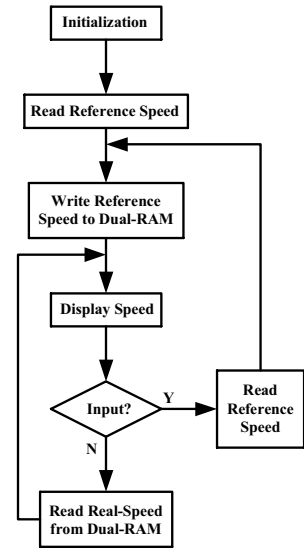 Initialization
Read Reference Speed
Write Reference
Speed to Dual-RAM
Display Speed
Input?
Y
N
Read
Reference
Speed
Read Real-Speed
from Dual-RAM